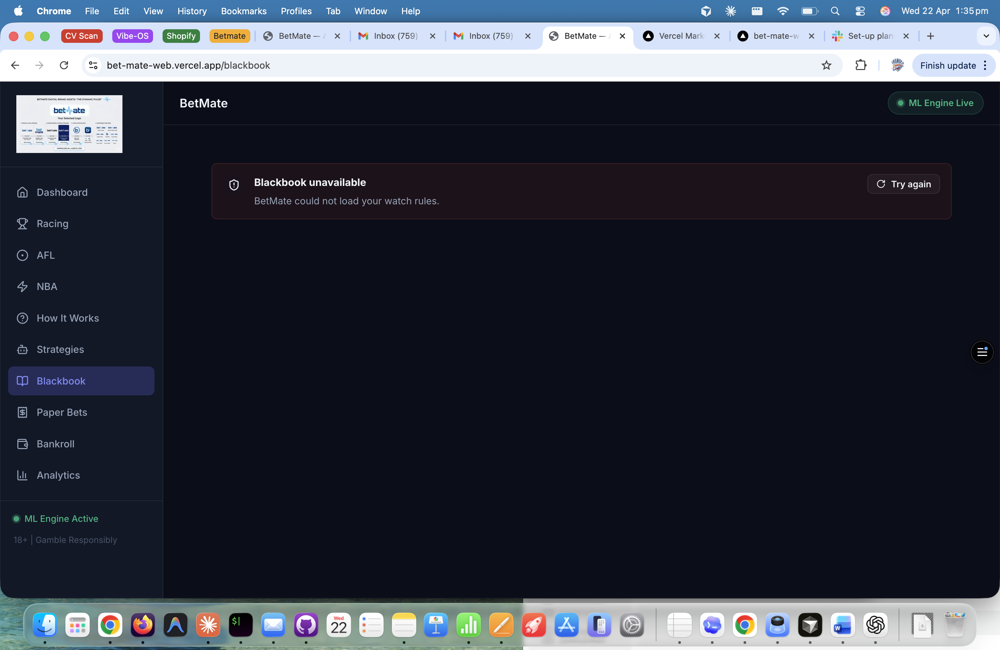 Chrome File Edit View History Bookmarks Profiles Tab Window Help Wed 22 Apr 1:35 pm
CV Scan Vibe-OS Shopify Betmate BetMate — Inbox (759) Inbox (759) BetMate — Vercel Mark bet-mate-w Set-up plan
bet-mate-web.vercel.app/blackbook Finish update
BETMATE DIGITAL BRAND ASSETS: "THE DYNAMIC PULSE"
bet ate
Your Selected Logo
DOWNLOAD ALL ASSETS (.ZIP)
BetMate
ML Engine Live
Blackbook unavailable
BetMate could not load your watch rules.
Try again
Dashboard
Racing
AFL
NBA
How It Works
Strategies
Blackbook
Paper Bets
Bankroll
Analytics
ML Engine Active
18+ | Gamble Responsibly
Wed
22